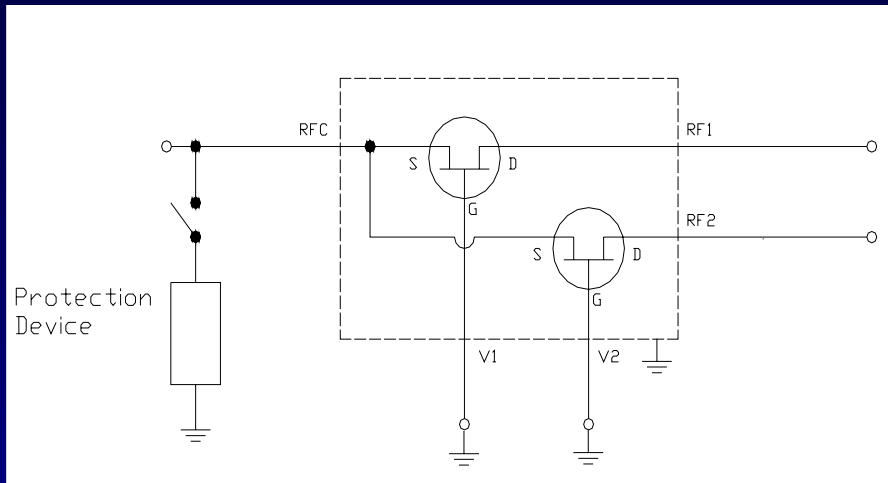 RFC
RF1
S
D
G
RF2
S
D
G
Protection
Device
V1
V2